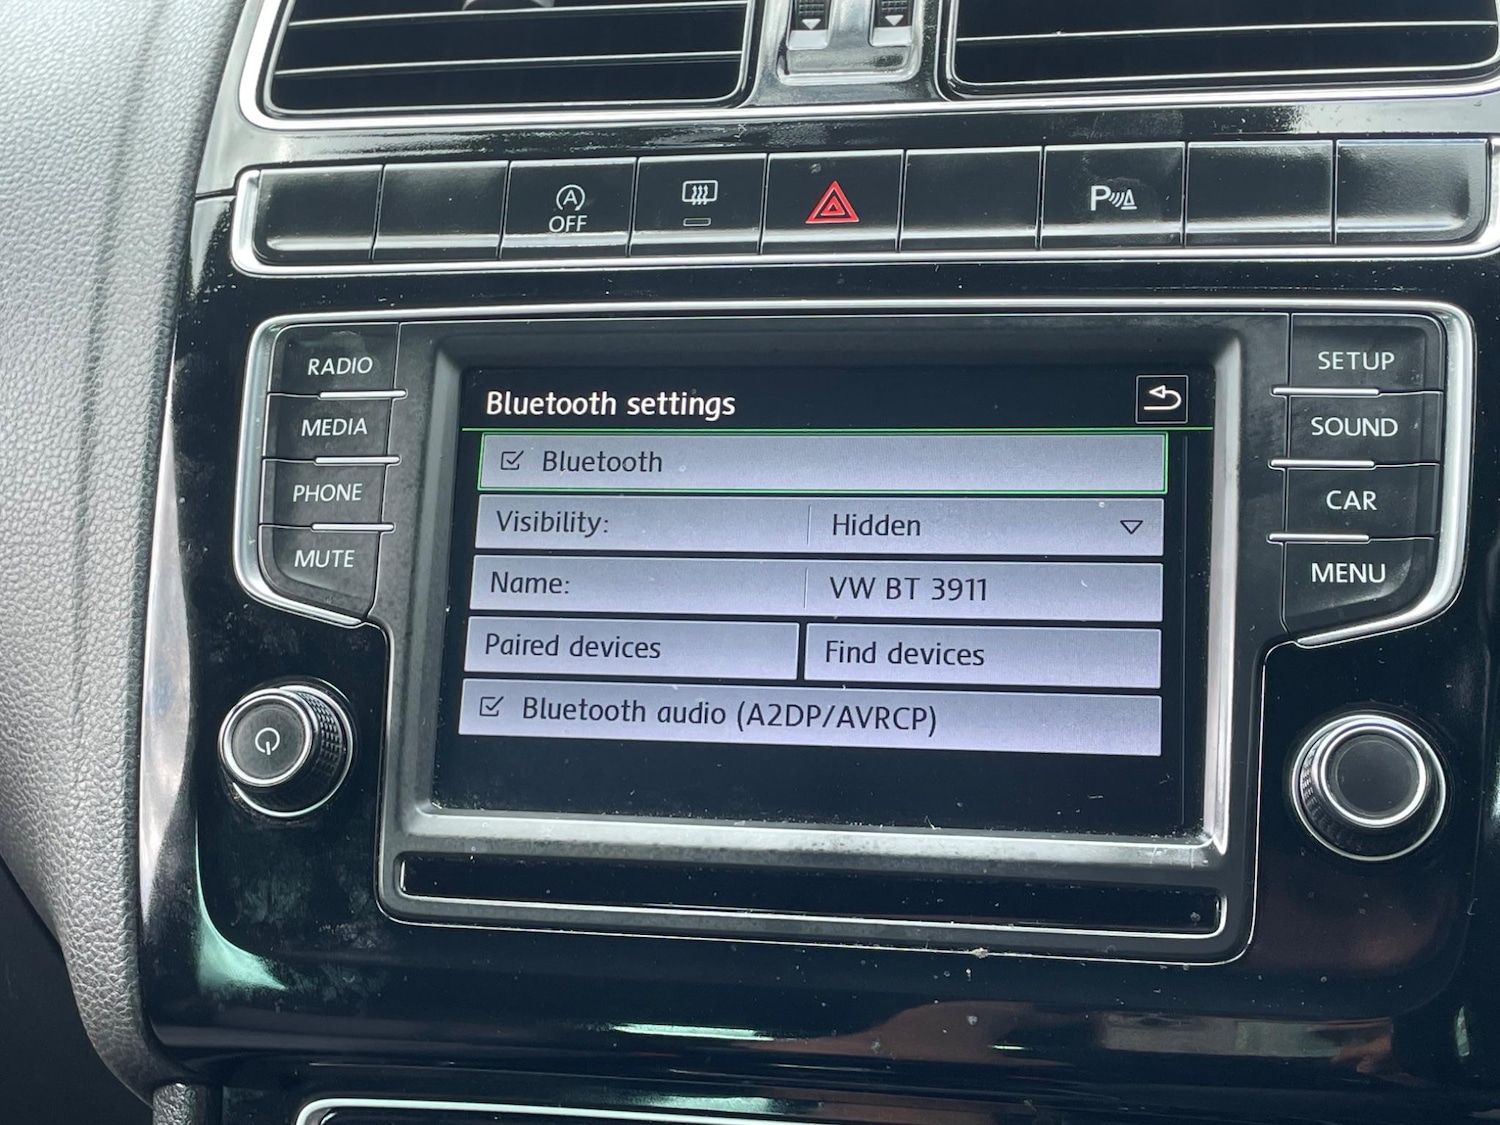 A
OFF
P
RADIO
MEDIA
PHONE
MUTE
Bluetooth settings
Bluetooth
Visibility: Hidden
Name: VW BT 3911
Paired devices Find devices
Bluetooth audio (A2DP/AVRCP)
SETUP
SOUND
CAR
MENU